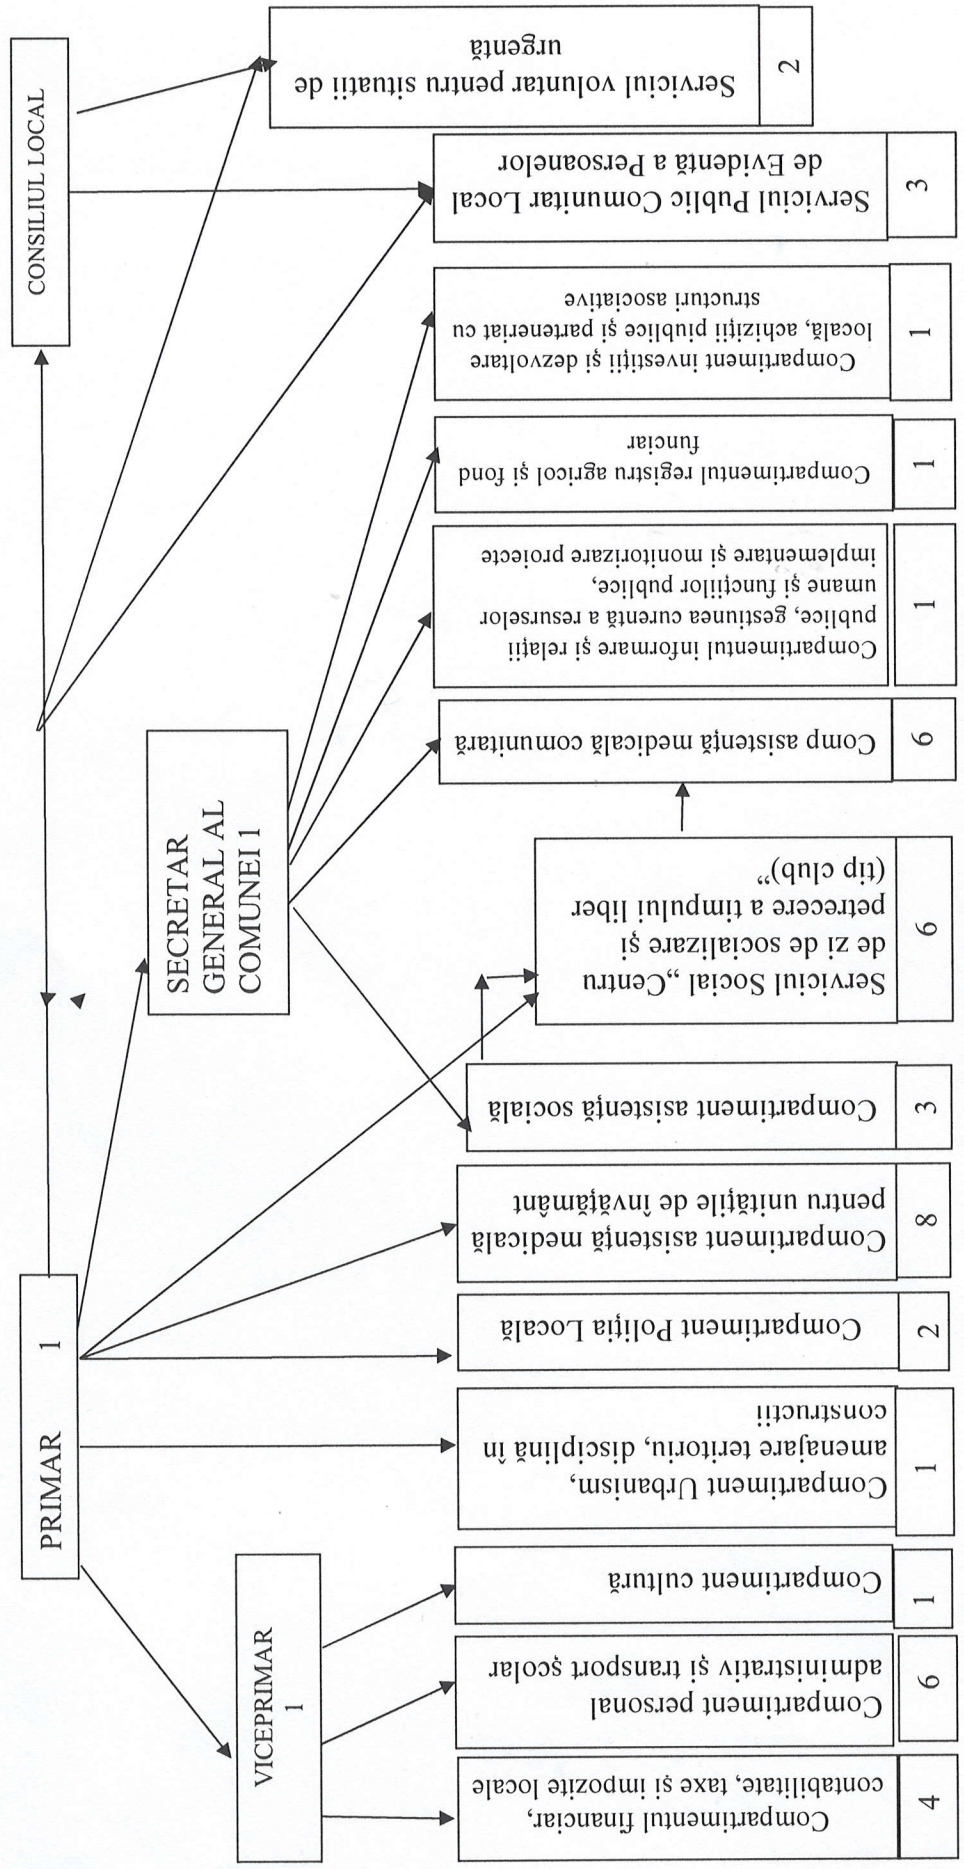 CONSILIUL LOCAL
PRIMAR 1
VICEPRIMAR
1
SECRETAR
GENERAL AL
COMUNEI 1
Compartimentul financiar,
contabilitate, taxe și impozite locale
4
Compartiment personal
administrativ și transport școlar
6
Compartiment cultură
1
Compartiment Urbanism,
amenajare teritoriu, disciplină în
constructii
1
Compartiment Poliția Locală
2
Compartiment asistență medicală
pentru unitățile de învățământ
8
Compartiment asistență socială
3
Serviciul Social „Centru
de zi de socializare și
petrecere a timpului liber
(tip club)”
6
Comp asistență medicală comunitară
6
Compartimentul informare și relații
publice, gestiunea curentă a resurselor
umane și funcțiilor publice,
implementare și monitorizare proiecte
1
Compartimentul registru agricol și fond
funciar
1
Compartiment investiții și dezvoltare
locală, achiziții piublice și parteneriat cu
structuri asociative
1
Serviciul Public Comunitar Local
de Evidență a Persoanelor
3
Serviciul voluntar pentru situatii de
urgentă
2